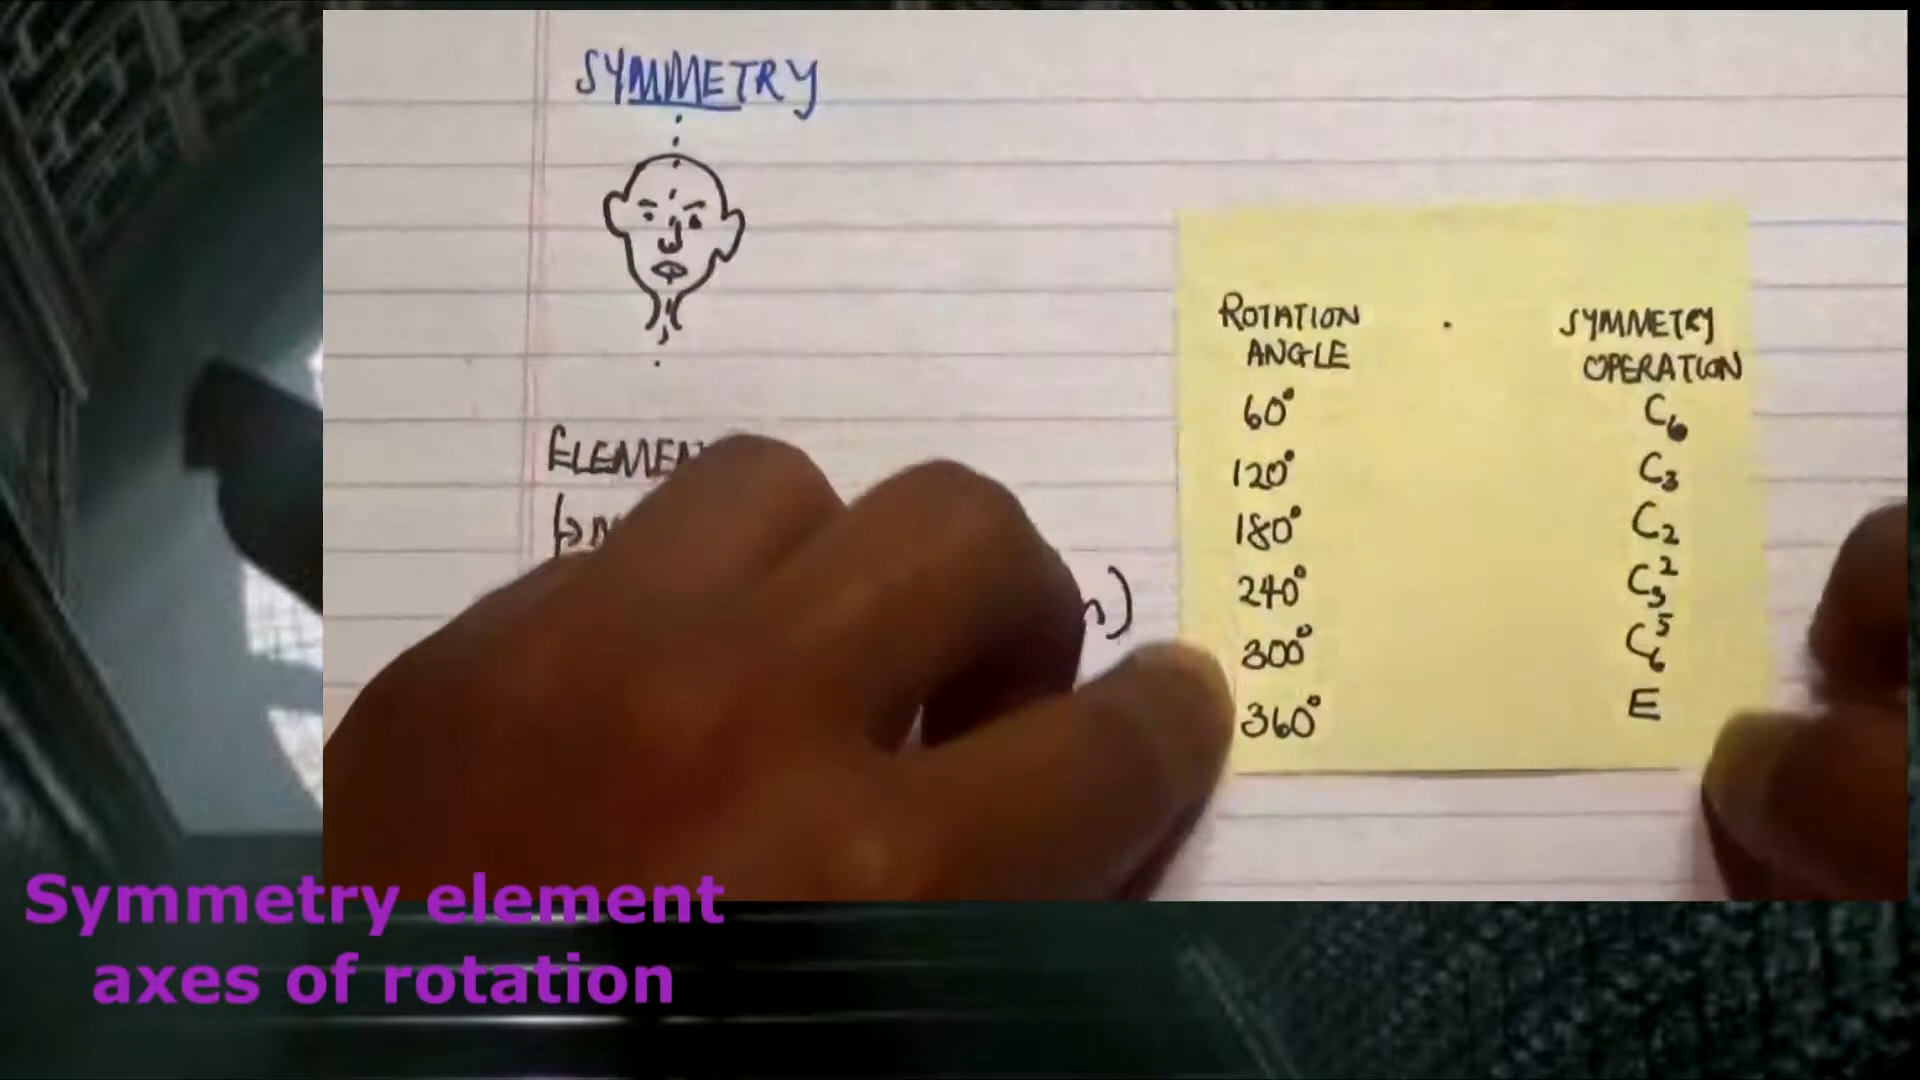 SYMMETRY
ROTATION ANGLE . SYMMETRY OPERATION
60° C₆
120° C₃
180° C₂
240° C₃²
300° C₆⁵
360° E
Symmetry element
axes of rotation